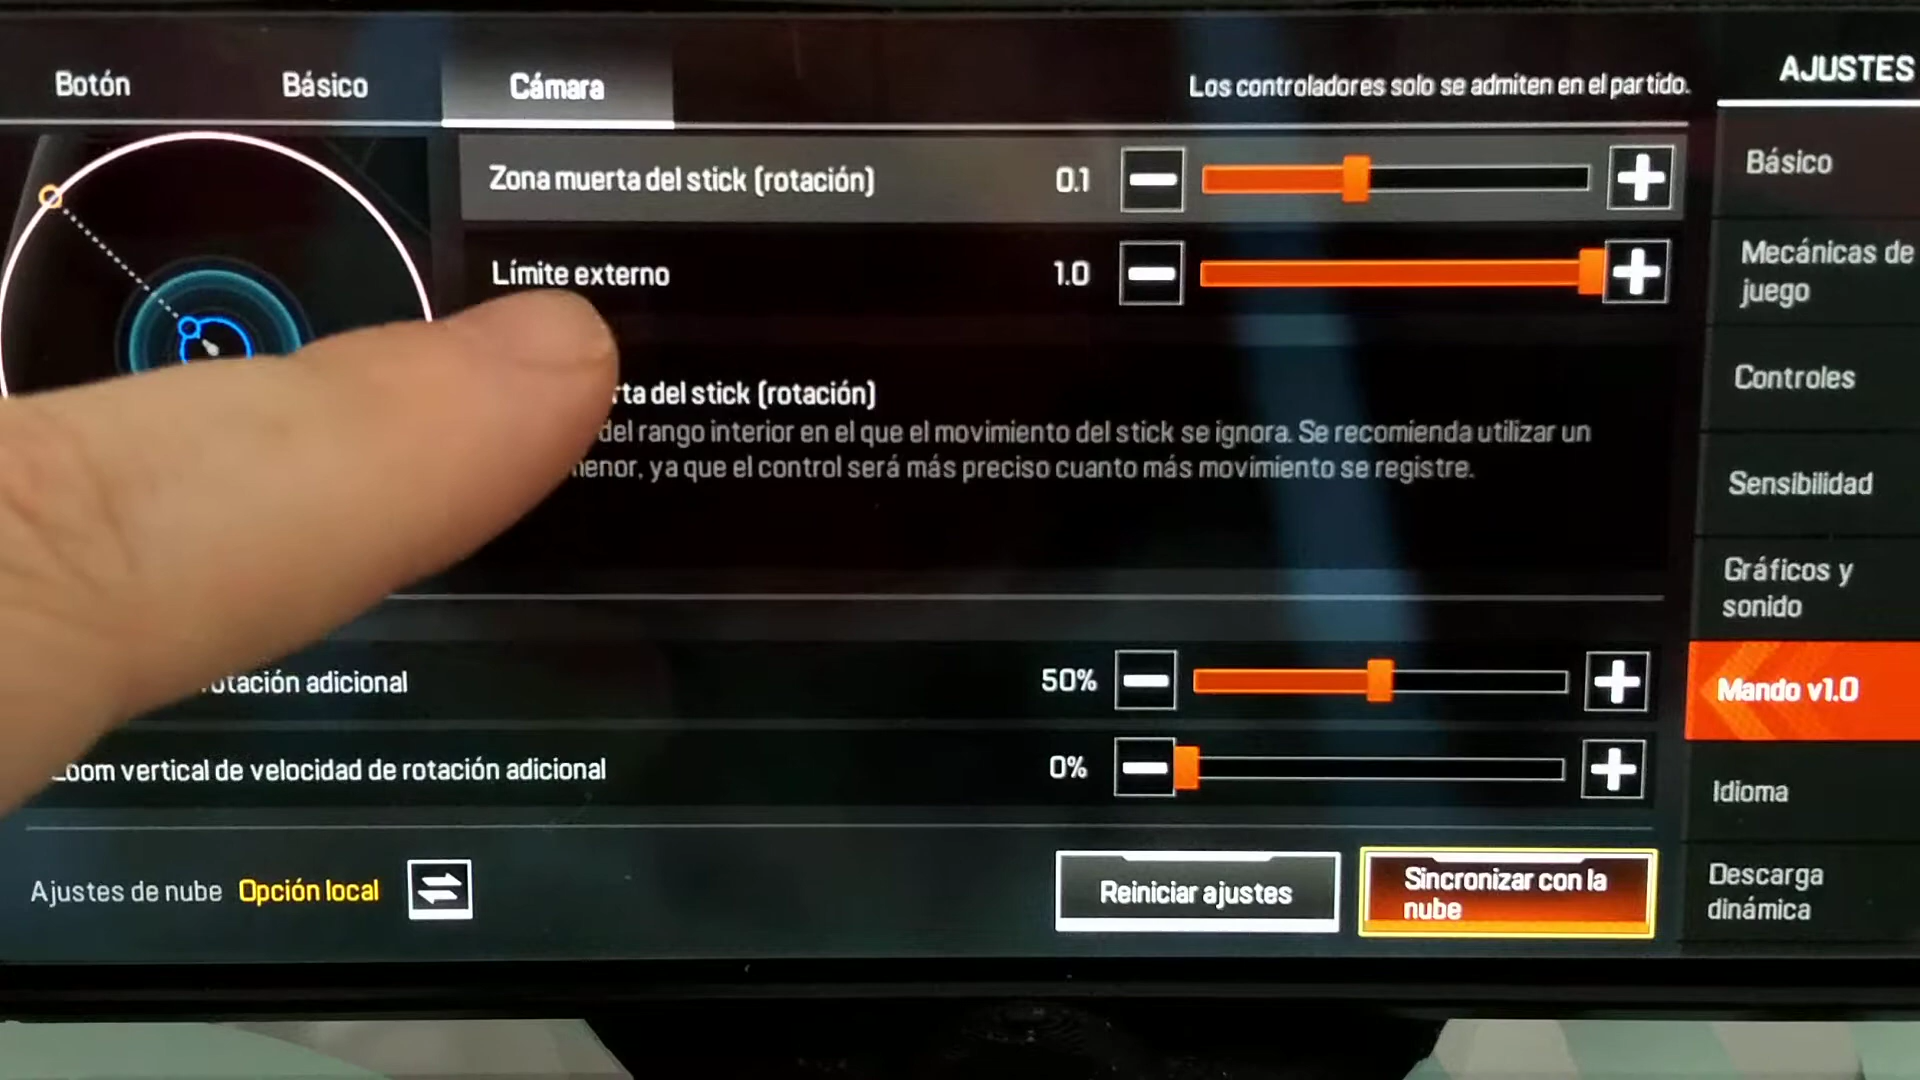 Botón
Básico
Cámara
Los controladores solo se admiten en el partido.
AJUSTES
Zona muerta del stick (rotación)
0.1
Límite externo
1.0
del stick (rotación)
del rango interior en el que el movimiento del stick se ignora. Se recomienda utilizar un
ya que el control será más preciso cuanto más movimiento se registre.
adicional
50%
vertical de velocidad de rotación adicional
0%
Ajustes de nube
Opción local
Reiniciar ajustes
Sincronizar con la
nube
Básico
Mecánicas de
juego
Controles
Sensibilidad
Gráficos y
sonido
Mando v1.0
Idioma
Descarga
dinámica